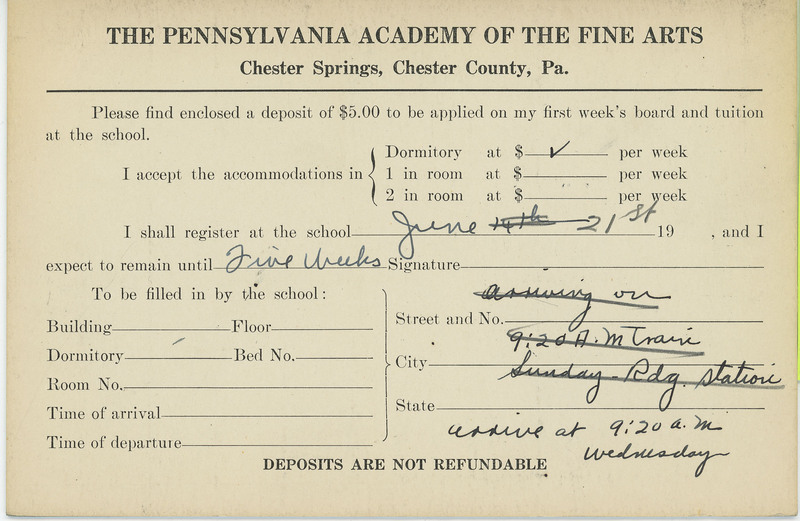 THE PENNSYLVANIA ACADEMY OF THE FINE ARTS
Chester Springs, Chester County, Pa.
Please find enclosed a deposit of $5.00 to be applied on my first week's board and tuition
at the school.
I accept the accommodations in
Dormitory at $ ✓ per week
1 in room at $ per week
2 in room at $ per week
I shall register at the school June 14th 21st 19 , and I
expect to remain until Five Weeks Signature
To be filled in by the school:
Building Floor
Dormitory Bed No.
Room No.
Time of arrival
Time of departure
arriving on
Street and No.
9:20 A.M Train
City
Sunday - Rdg. station
State
arrive at 9:20 a.m
Wednesday
DEPOSITS ARE NOT REFUNDABLE